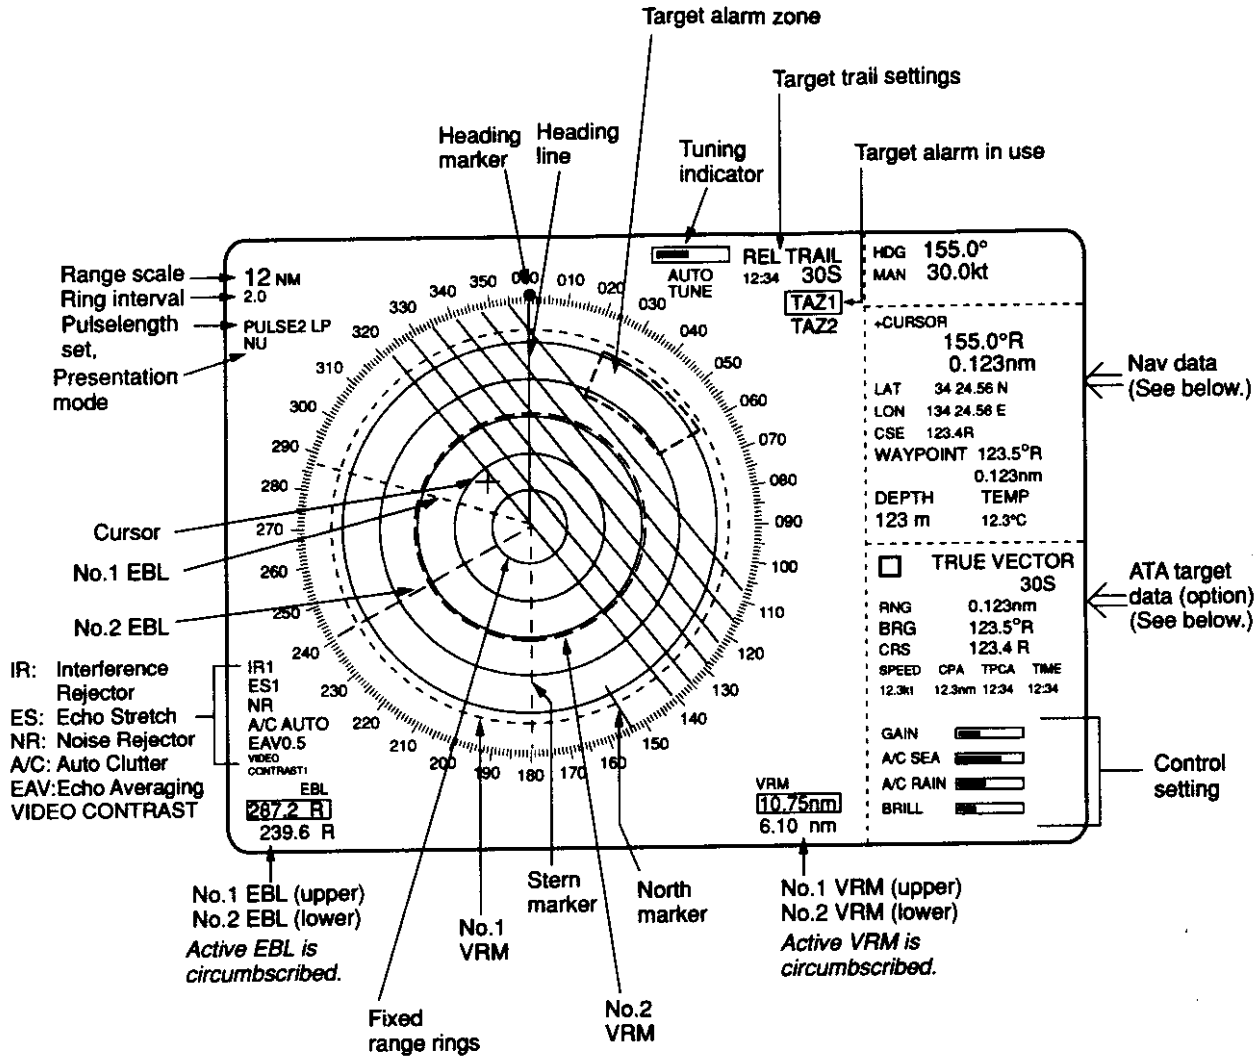 Target alarm zone
Target trail settings
Heading
marker
Heading
line
Tuning
indicator
Target alarm in use
Range scale
Ring interval
Pulselength
set,
Presentation
mode
12 NM
2.0
PULSE2 LP
NU
AUTO
TUNE
REL TRAIL
12:34 30S
TAZ1
TAZ2
HDG 155.0°
MAN 30.0kt
+CURSOR
155.0°R
0.123nm
LAT 34 24.56 N
LON 134 24.56 E
CSE 123.4R
WAYPOINT 123.5°R
0.123nm
DEPTH TEMP
123 m 12.3°C
Nav data
(See below.)
TRUE VECTOR
30S
RNG 0.123nm
BRG 123.5°R
CRS 123.4 R
SPEED CPA TPCA TIME
12.3kt 12.3nm 12:34 12:34
ATA target
data (option)
(See below.)
GAIN
A/C SEA
A/C RAIN
BRILL
Control
setting
000
010
020
030
040
050
060
070
080
090
100
110
120
130
140
150
160
170
180
190
200
210
220
230
240
250
260
270
280
290
300
310
320
330
340
350
Cursor
No.1 EBL
No.2 EBL
IR: Interference
Rejector
ES: Echo Stretch
NR: Noise Rejector
A/C: Auto Clutter
EAV:Echo Averaging
VIDEO CONTRAST
IR1
ES1
NR
A/C AUTO
EAV0.5
VIDEO
CONTRAST1
EBL
287.2 R
239.6 R
VRM
10.75nm
6.10 nm
No.1 EBL (upper)
No.2 EBL (lower)
Active EBL is
circumbscribed.
Fixed
range rings
No.1
VRM
Stern
marker
No.2
VRM
North
marker
No.1 VRM (upper)
No.2 VRM (lower)
Active VRM is
circumbscribed.